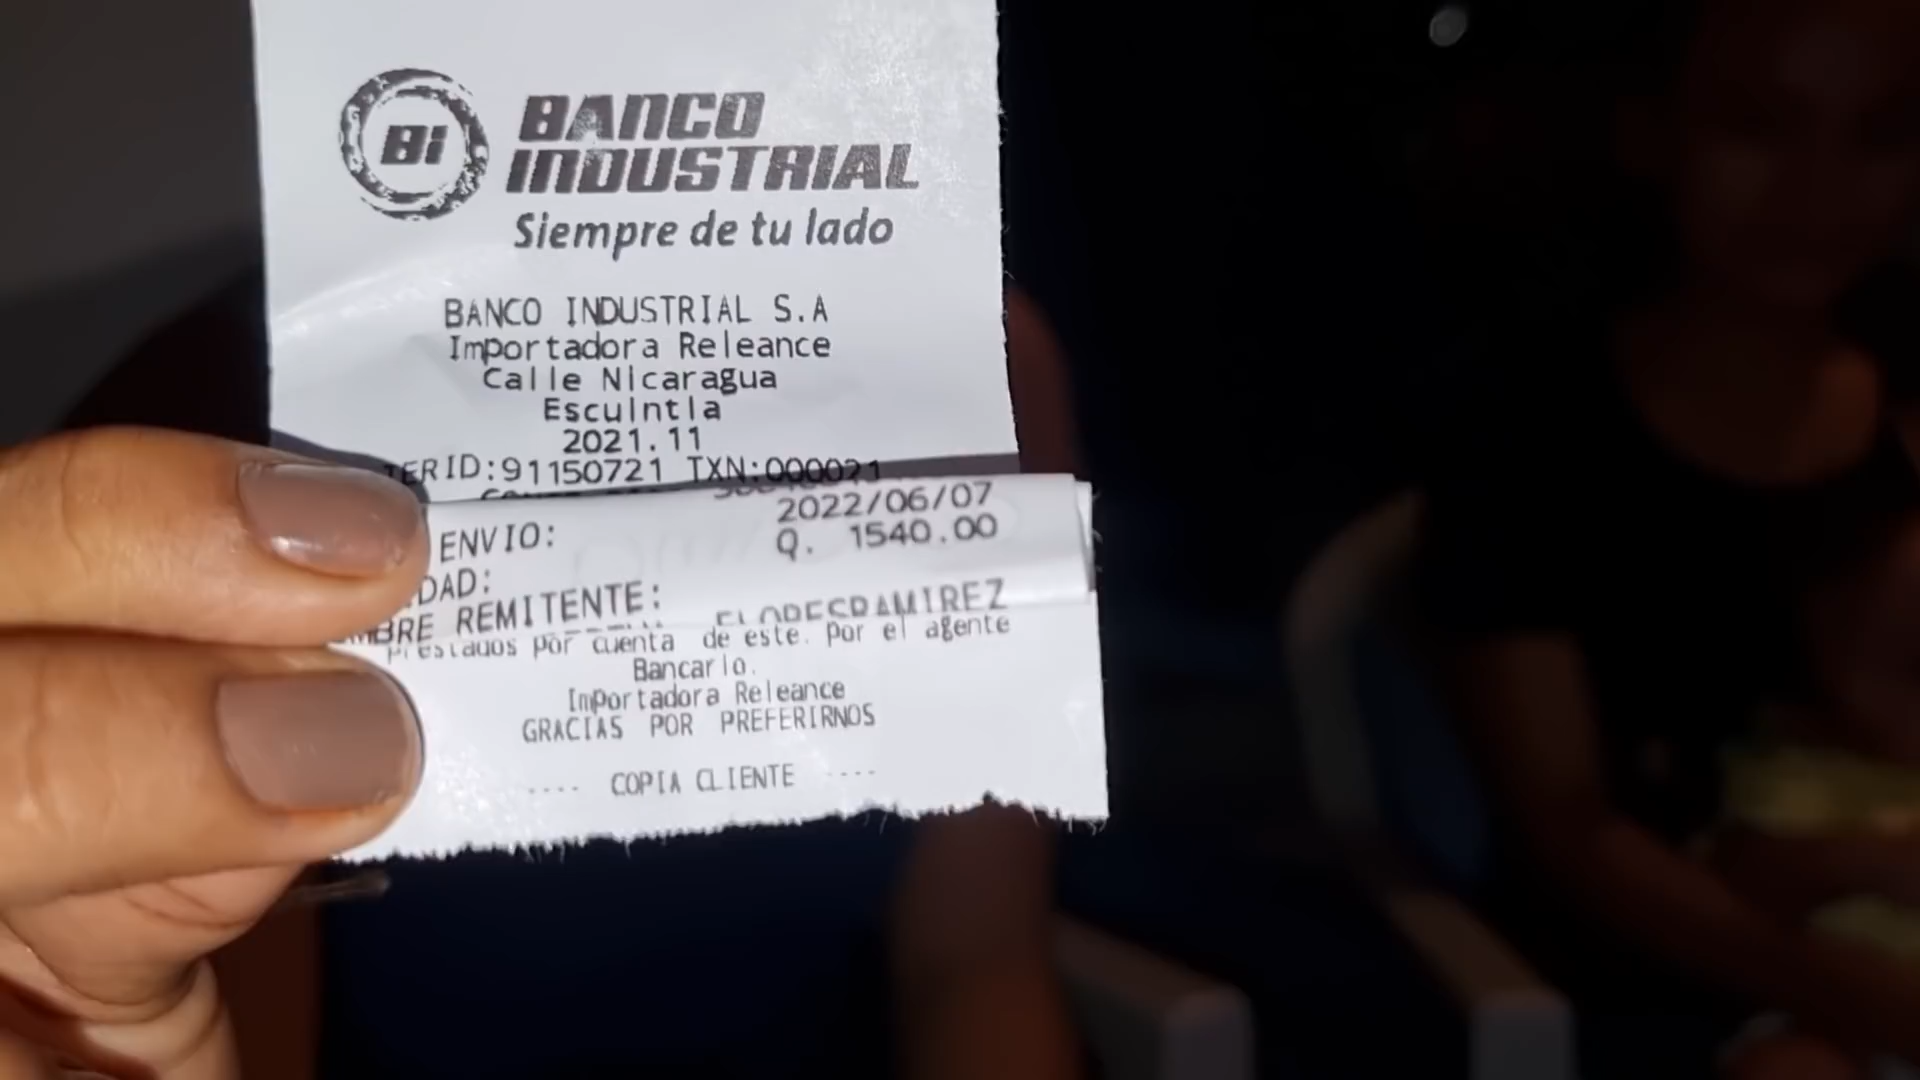 Bi
BANCO
INDUSTRIAL
Siempre de tu lado
BANCO INDUSTRIAL S.A
Importadora Releance
Calle Nicaragua
Escuintla
2021.11
TERID:91150721 TXN:000021
2022/06/07
ENVIO:
Q. 1540.00
DAD:
MBRE REMITENTE:
FLORESRAMIREZ
Prestados por cuenta de este. Por el agente
Bancario.
Importadora Releance
GRACIAS POR PREFERIRNOS
---- COPIA CLIENTE ----